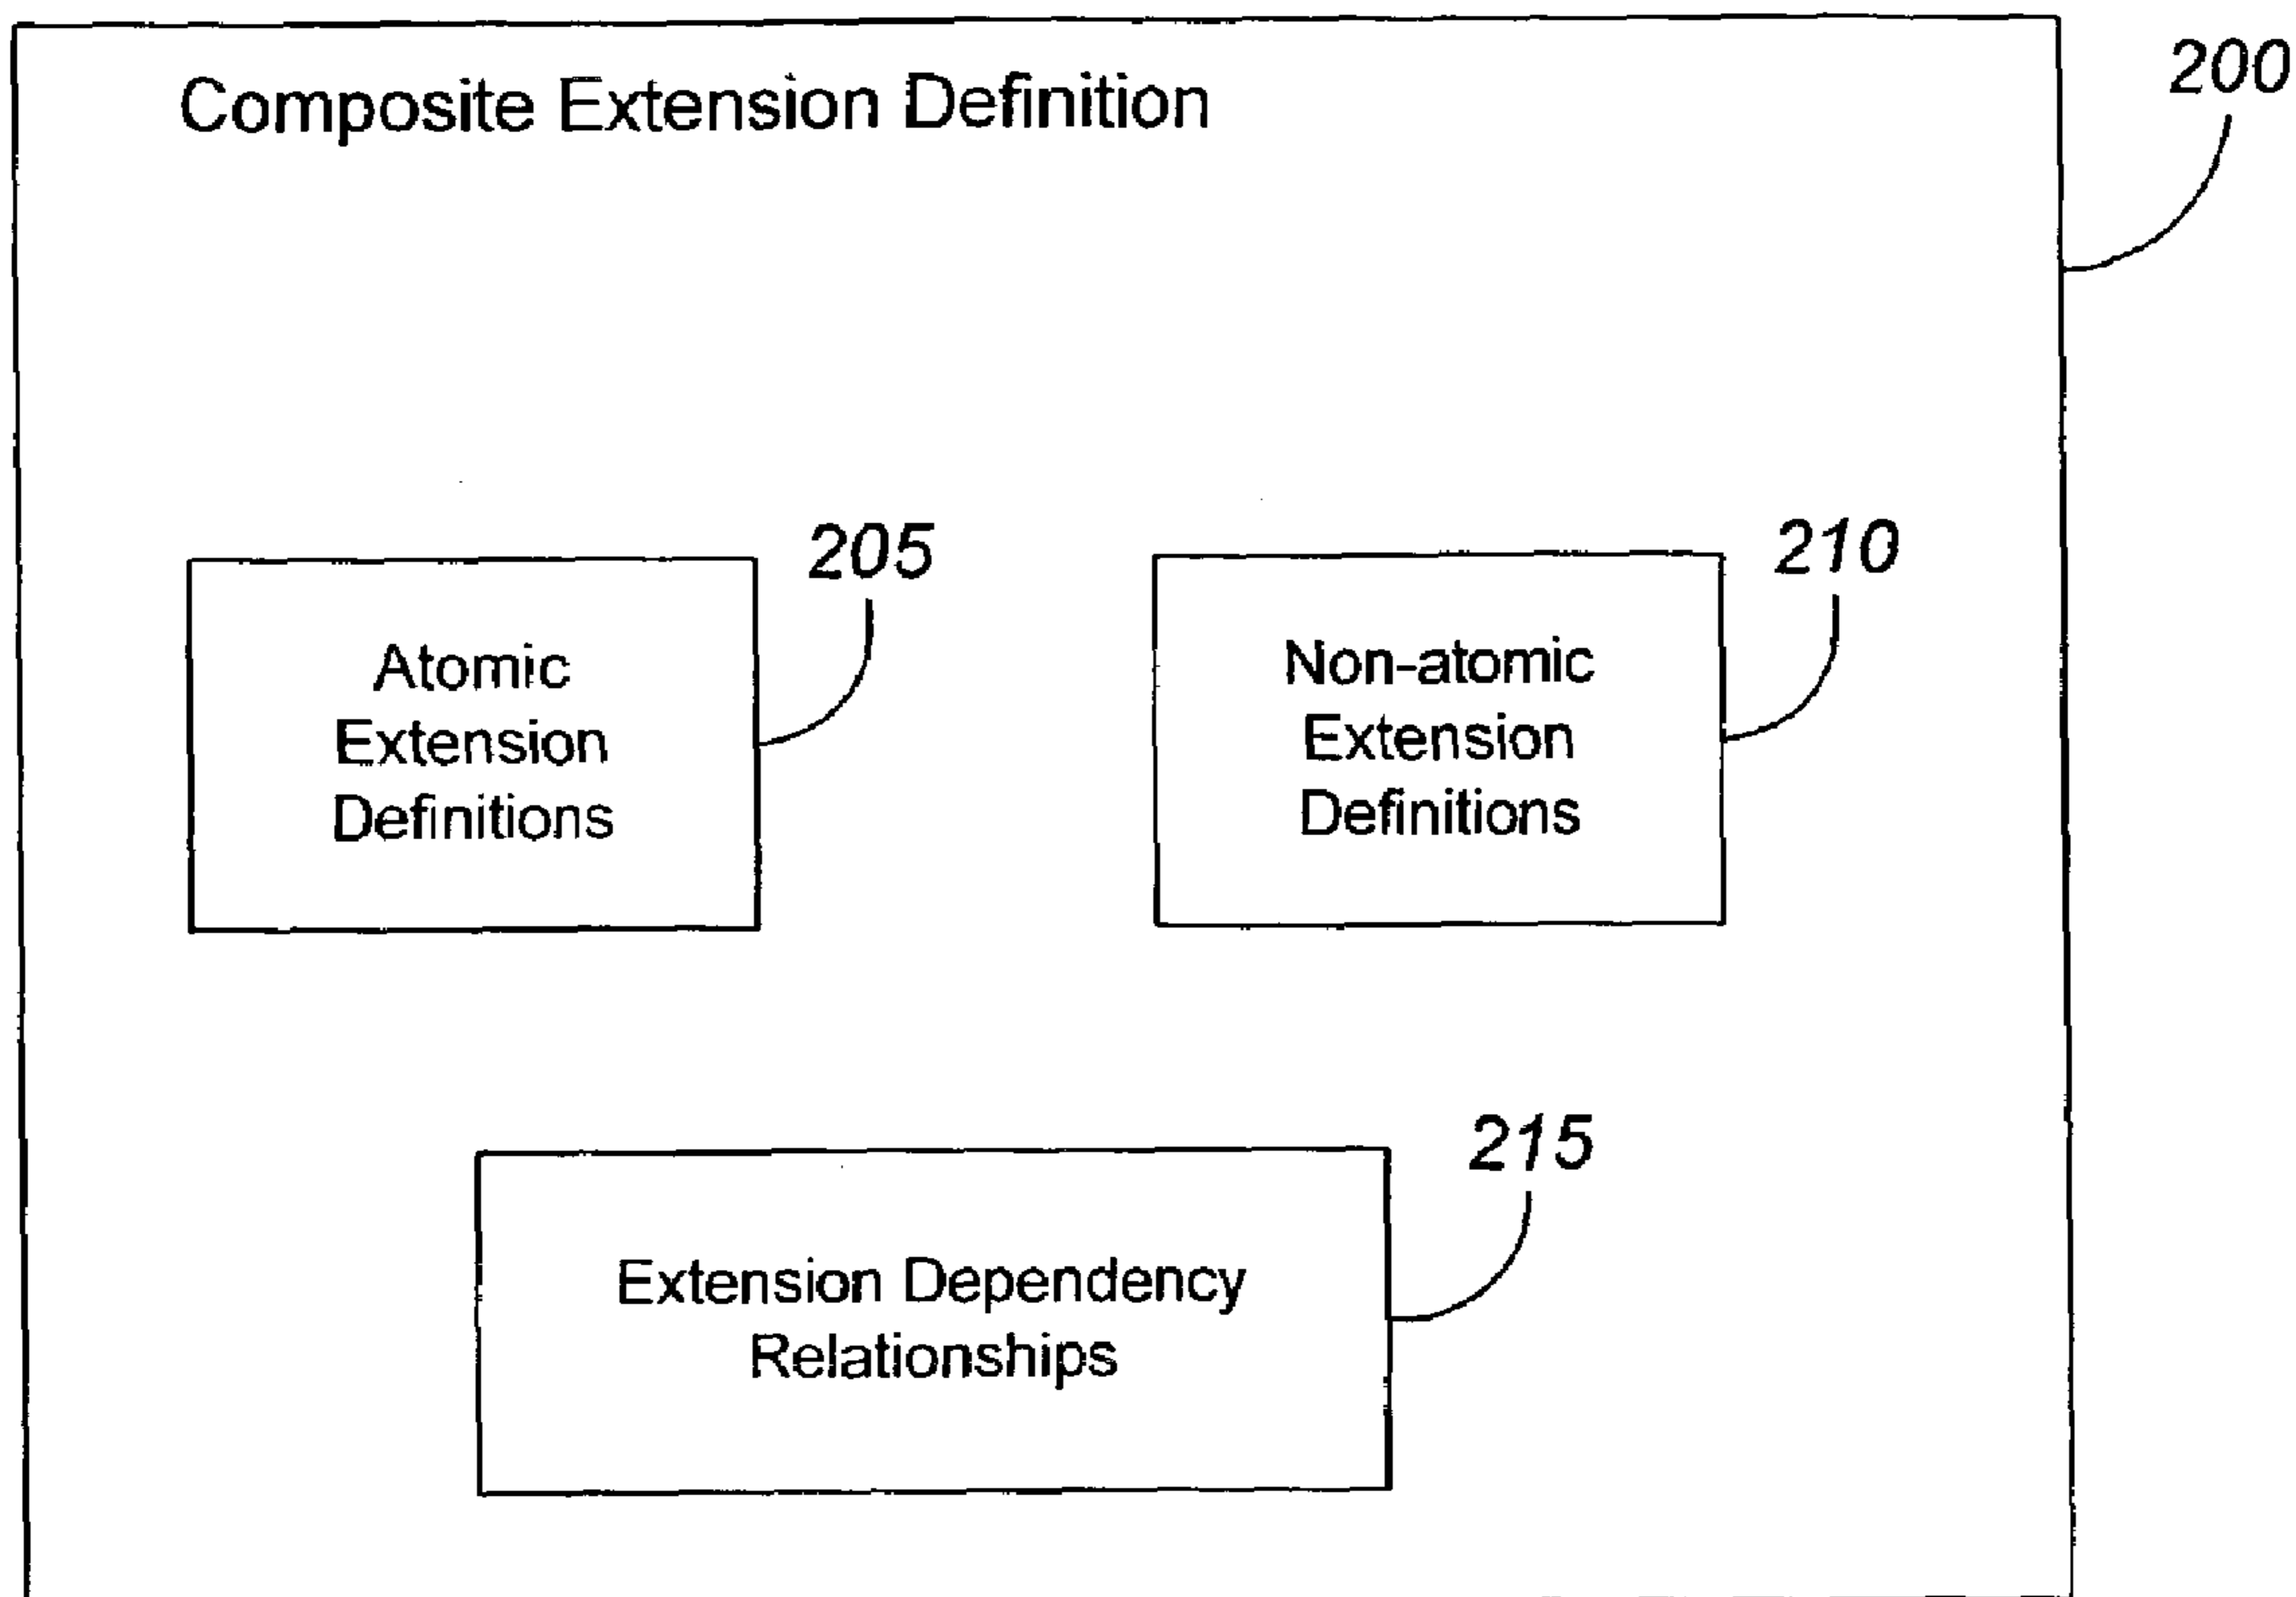 Composite Extension Definition
200
205
Atomic
Extension
Definitions
210
Non-atomic
Extension
Definitions
215
Extension Dependency
Relationships